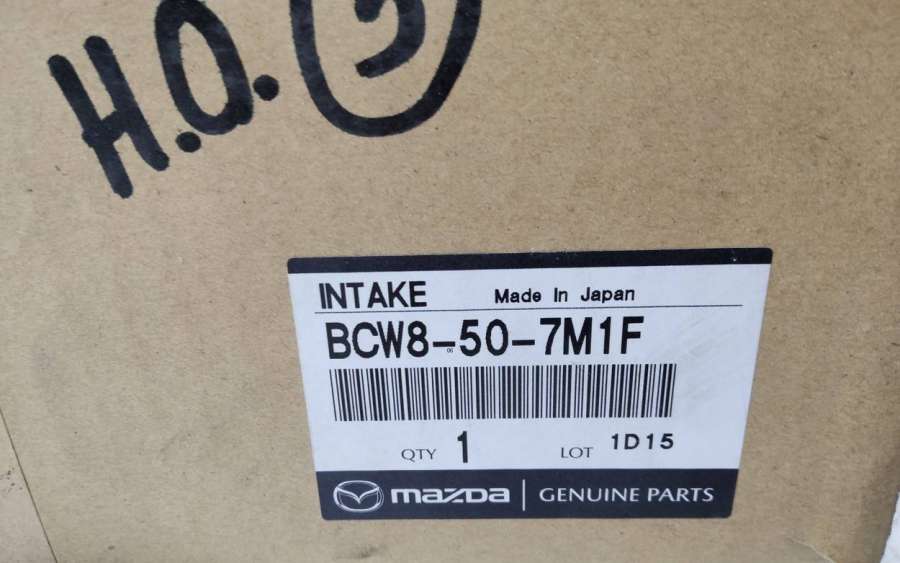 H.O.
INTAKE Made In Japan
BCW8-50-7M1F
QTY 1 LOT 1D15
mazda GENUINE PARTS